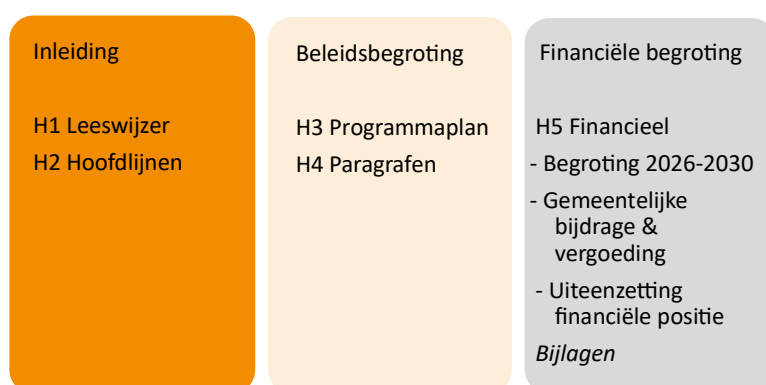 Inleiding
H1 Leeswijzer
H2 Hoofdlijnen
Beleidsbegroting
H3 Programmaplan
H4 Paragrafen
Financiële begroting
H5 Financieel
- Begroting 2026-2030
- Gemeentelijke
bijdrage &
vergoeding
- Uiteenzetting
financiële positie
Bijlagen